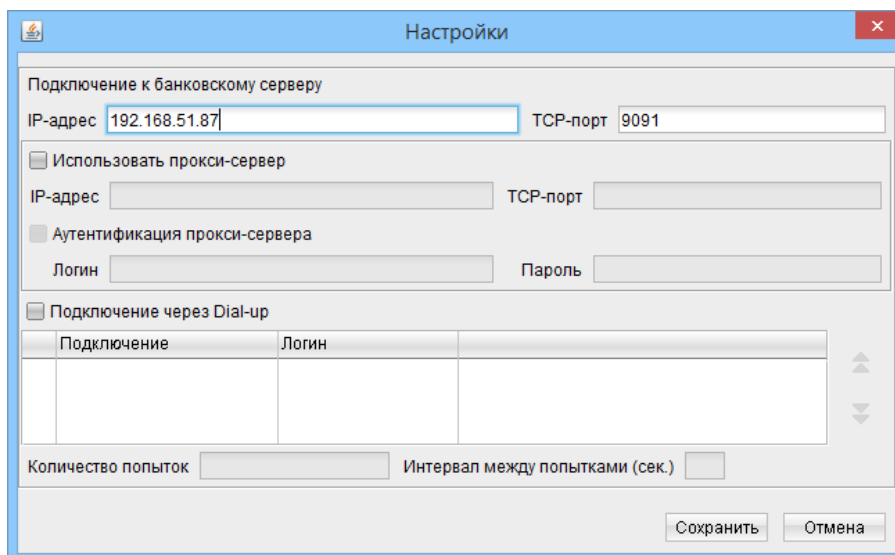 Настройки
Подключение к банковскому серверу
IP-адрес 192.168.51.87 TCP-порт 9091
Использовать прокси-сервер
IP-адрес TCP-порт
Аутентификация прокси-сервера
Логин Пароль
Подключение через Dial-up
Подключение Логин
Количество попыток Интервал между попытками (сек.)
Сохранить Отмена